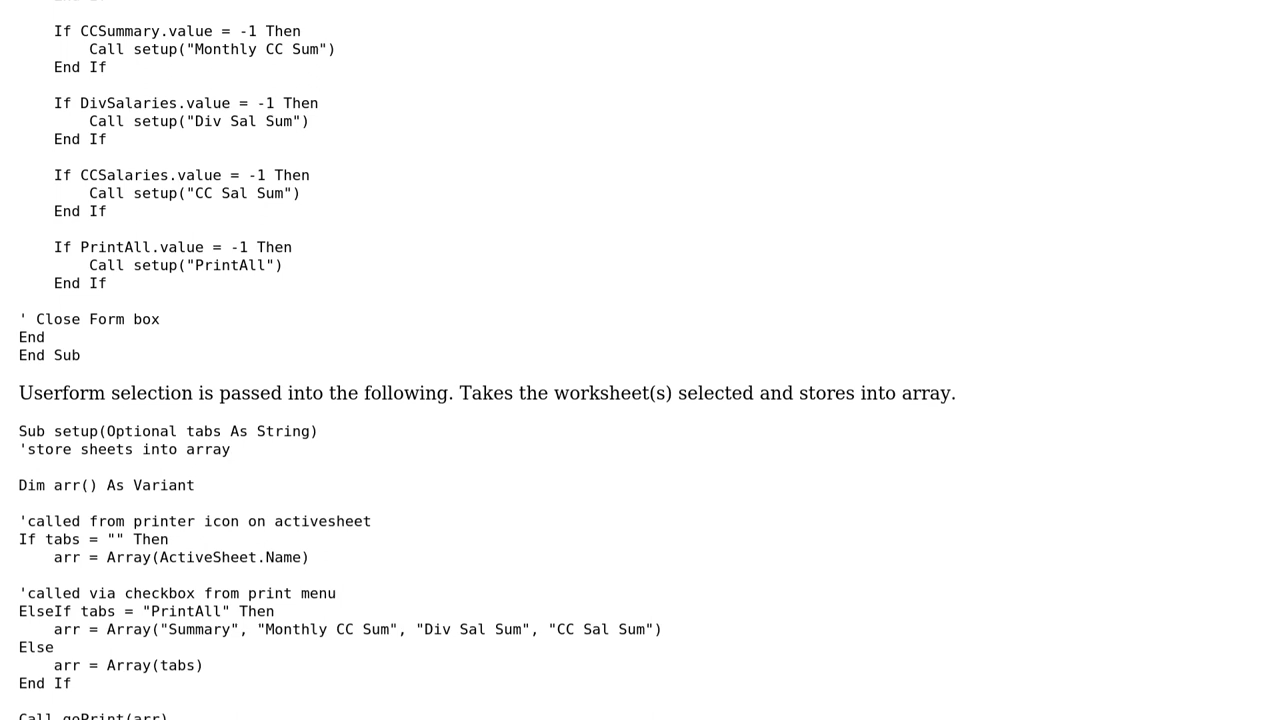 If CCSummary.value = -1 Then
Call setup("Monthly CC Sum")
End If
If DivSalaries.value = -1 Then
Call setup("Div Sal Sum")
End If
If CCSalaries.value = -1 Then
Call setup("CC Sal Sum")
End If
If PrintAll.value = -1 Then
Call setup("PrintAll")
End If
' Close Form box
End
End Sub
Userform selection is passed into the following. Takes the worksheet(s) selected and stores into array.
Sub setup(Optional tabs As String)
'store sheets into array
Dim arr() As Variant
'called from printer icon on activesheet
If tabs = "" Then
arr = Array(ActiveSheet.Name)
'called via checkbox from print menu
ElseIf tabs = "PrintAll" Then
arr = Array("Summary", "Monthly CC Sum", "Div Sal Sum", "CC Sal Sum")
Else
arr = Array(tabs)
End If
Call goPrint(arr)